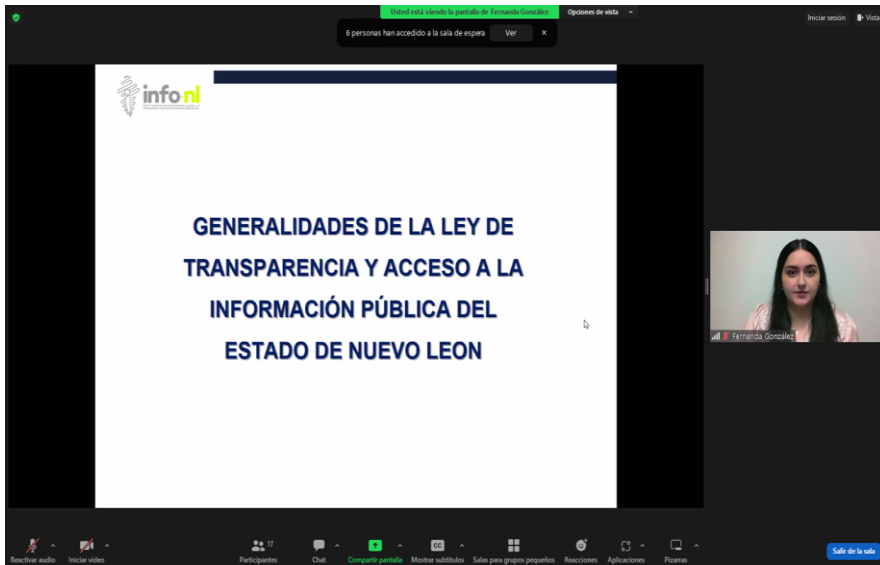 Usted está viendo la pantalla de Fernanda González
Opciones de vista
6 personas han accedido a la sala de espera
Ver
Iniciar sesión
Vista
info nl
GENERALIDADES DE LA LEY DE
TRANSPARENCIA Y ACCESO A LA
INFORMACIÓN PÚBLICA DEL
ESTADO DE NUEVO LEON
Fernanda González
Reactivar audio
Iniciar video
Participantes
17
Chat
Compartir pantalla
CC
Mostrar subtítulos
Salas para grupos pequeños
Reacciones
Aplicaciones
Pizarras
Salir de la sala